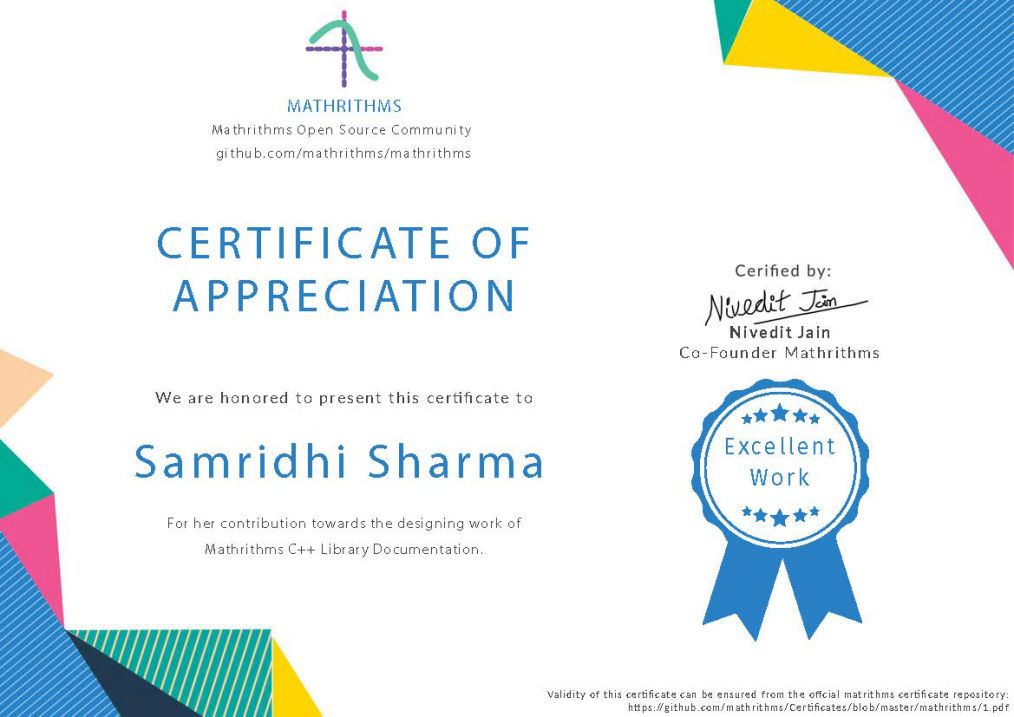 MATHRITHMS
Mathrithms Open Source Community
github.com/mathrithms/mathrithms
CERTIFICATE OF
APPRECIATION
We are honored to present this certificate to
Samridhi Sharma
For her contribution towards the designing work of
Mathrithms C++ Library Documentation.
Cerified by:
Nivedit Jain
Nivedit Jain
Co-Founder Mathrithms
Excellent
Work
Validity of this certificate can be ensured from the offcial matrithms certificate repository:
https://github.com/mathrithms/Certificates/blob/master/mathrithms/1.pdf